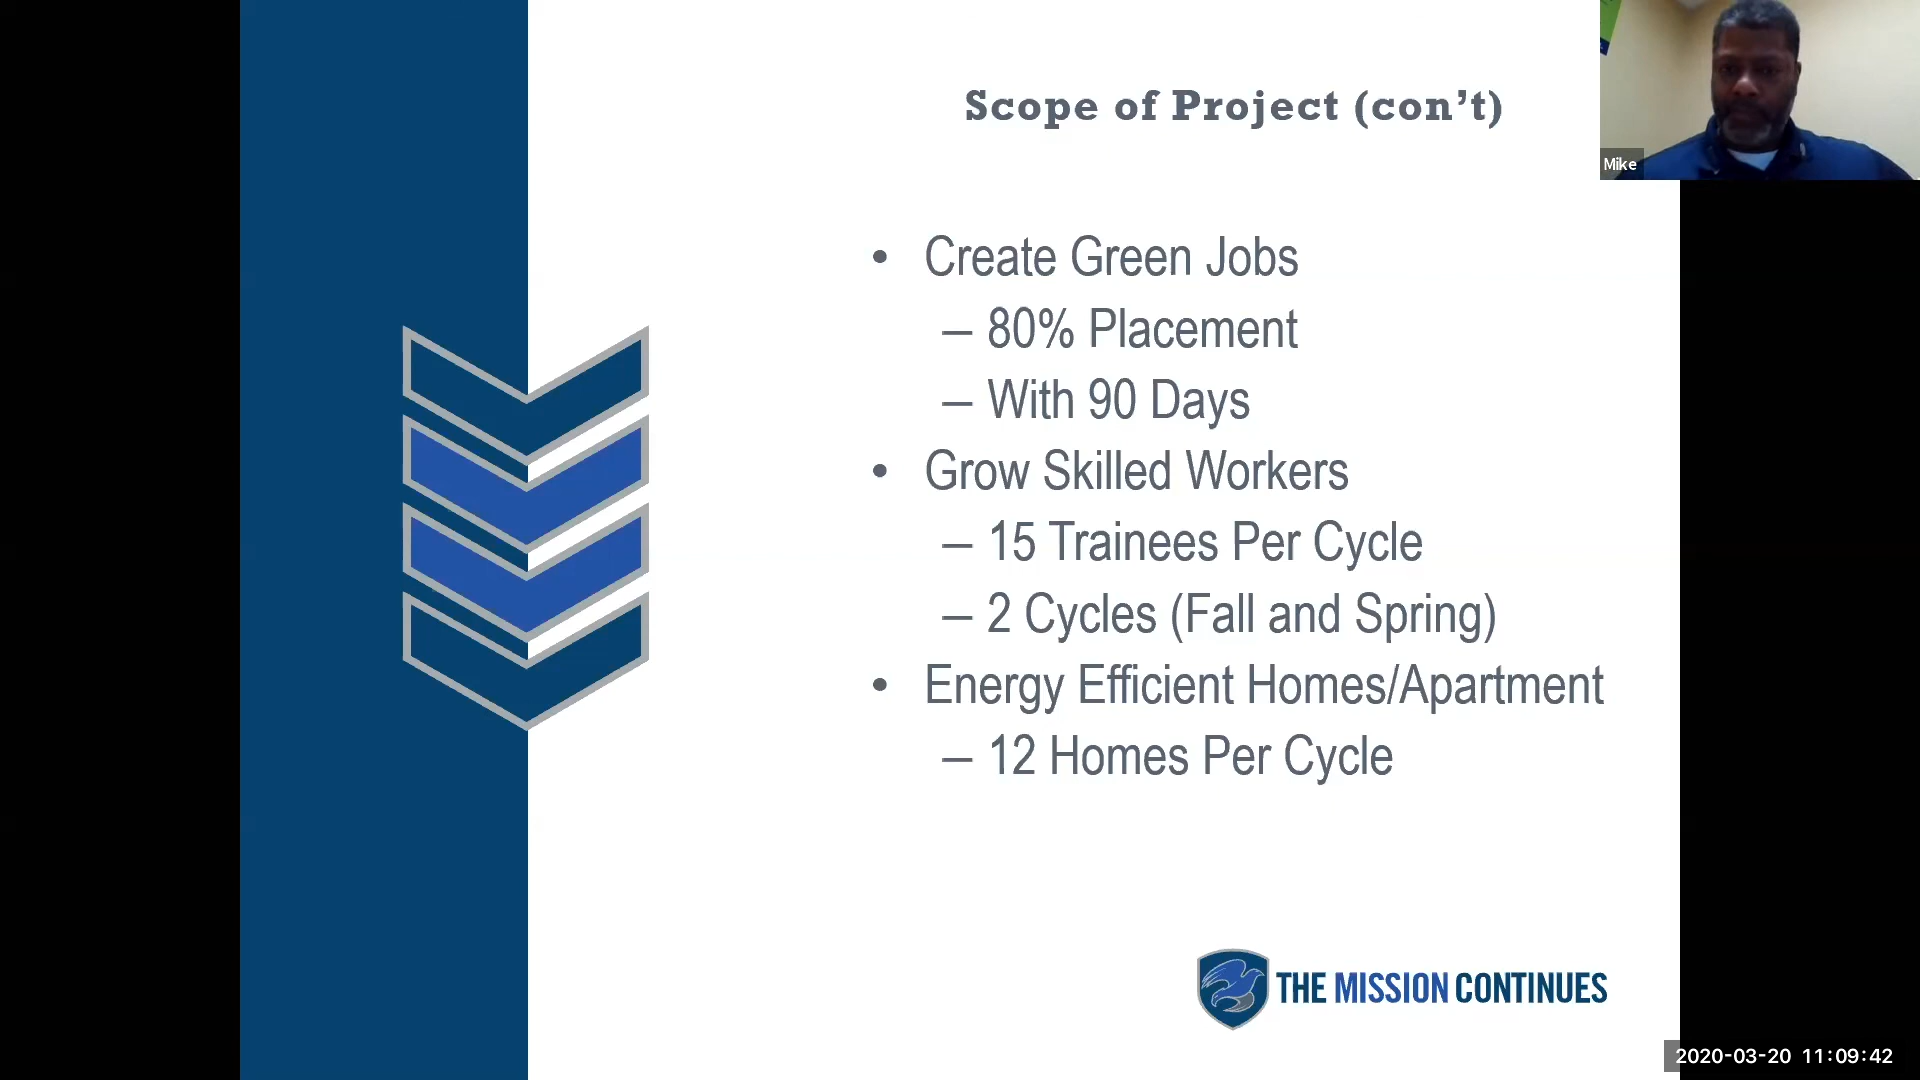 Scope of Project (con’t)
Mike
• Create Green Jobs
– 80% Placement
– With 90 Days
• Grow Skilled Workers
– 15 Trainees Per Cycle
– 2 Cycles (Fall and Spring)
• Energy Efficient Homes/Apartment
– 12 Homes Per Cycle
THE MISSION CONTINUES
2020-03-20 11:09:42